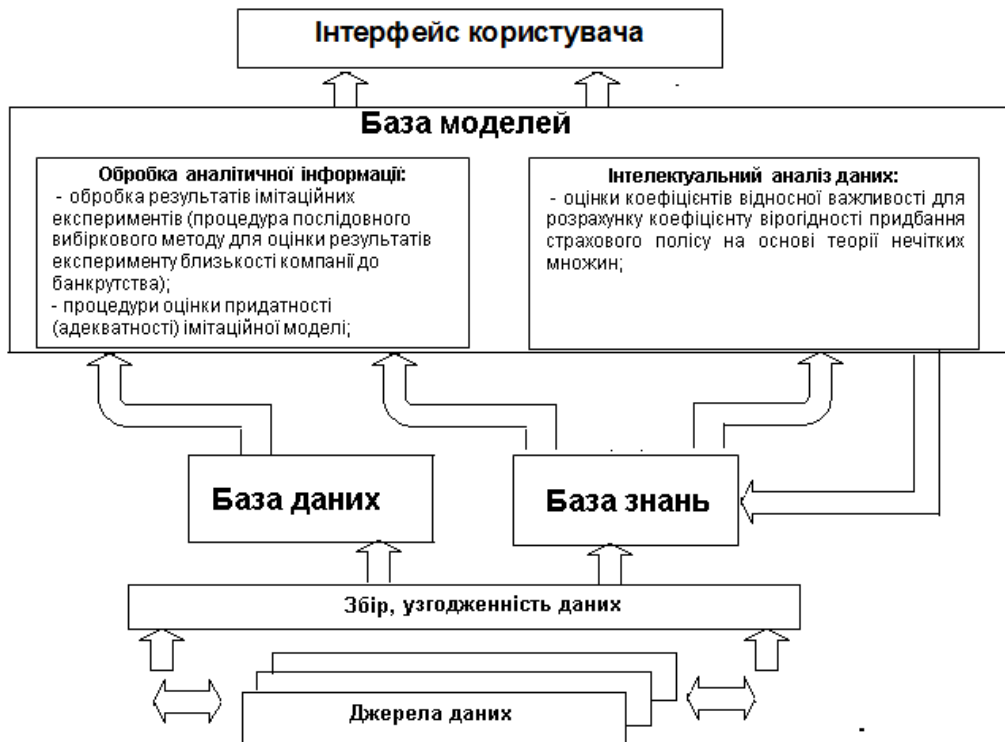 Інтерфейс користувача
База моделей
Обробка аналітичної інформації:
- обробка результатів імітаційних
експериментів (процедура послідовного
вибіркового методу для оцінки результатів
експерименту близькості компанії до
банкрутства);
- процедури оцінки придатності
(адекватності) імітаційної моделі;
Інтелектуальний аналіз даних:
- оцінки коефіцієнтів відносної важливості для
розрахунку коефіцієнту вірогідності придбання
страхового полісу на основі теорії нечітких
множин;
База даних
База знань
Збір, узгодженність даних
Джерела даних